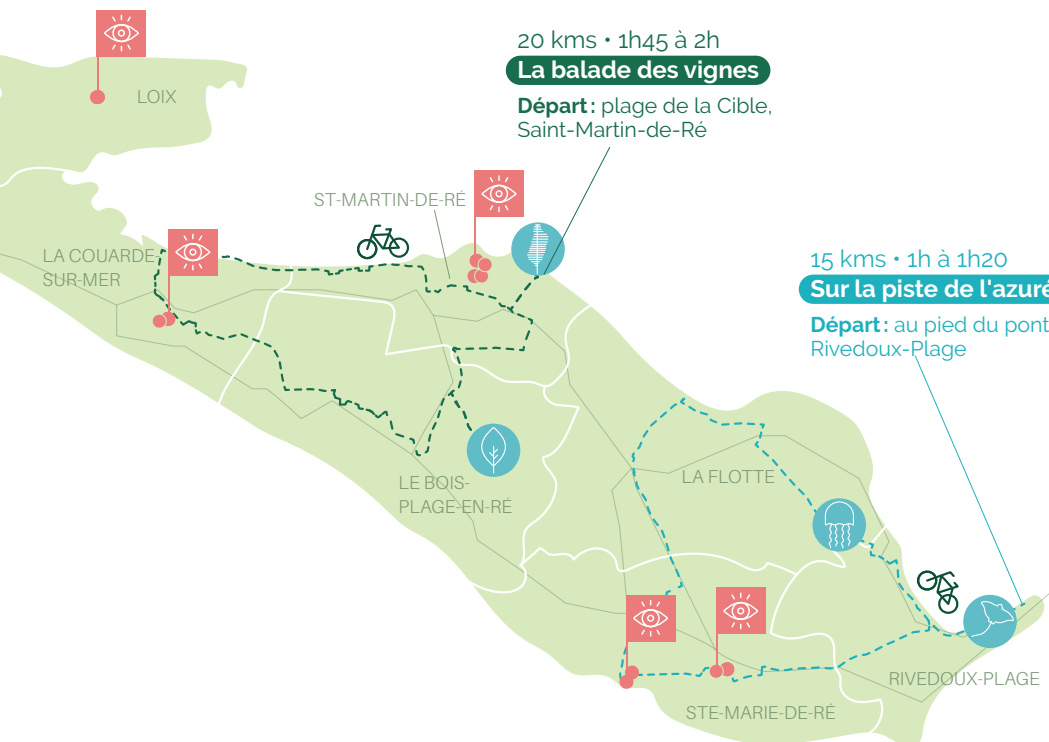 LOIX
20 kms • 1h45 à 2h
La balade des vignes
Départ : plage de la Cible,
Saint-Martin-de-Ré
ST-MARTIN-DE-RÉ
LA COUARDE-
SUR-MER
15 kms • 1h à 1h20
Sur la piste de l'azuré
Départ : au pied du pont
Rivedoux-Plage
LE BOIS-
PLAGE-EN-RÉ
LA FLOTTE
RIVEDOUX-PLAGE
STE-MARIE-DE-RÉ